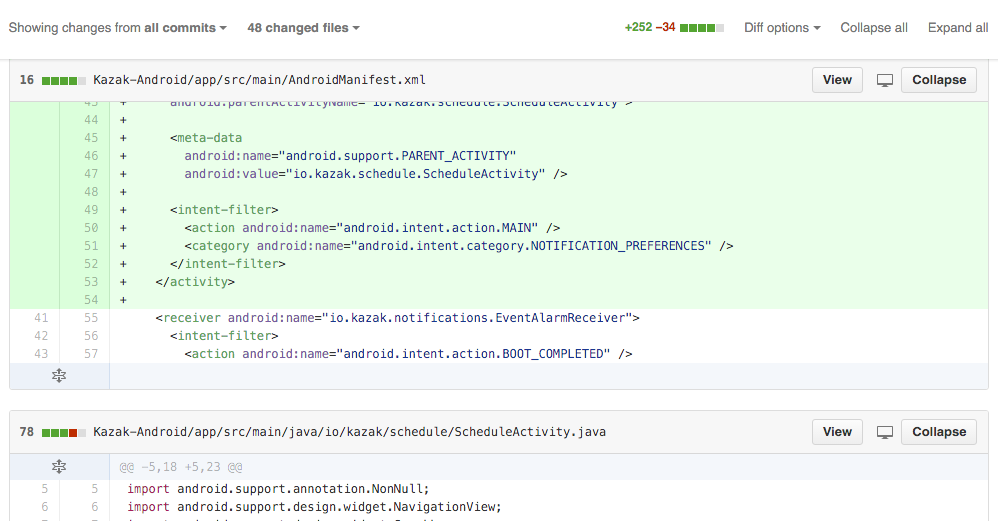 Showing changes from all commits 48 changed files +252 −34 Diff options Collapse all Expand all
16 Kazak-Android/app/src/main/AndroidManifest.xml View Collapse
43 + android:parentActivityName="io.kazak.schedule.ScheduleActivity">
44 +
45 + <meta-data
46 + android:name="android.support.PARENT_ACTIVITY"
47 + android:value="io.kazak.schedule.ScheduleActivity" />
48 +
49 + <intent-filter>
50 + <action android:name="android.intent.action.MAIN" />
51 + <category android:name="android.intent.category.NOTIFICATION_PREFERENCES" />
52 + </intent-filter>
53 + </activity>
54 +
41 55 <receiver android:name="io.kazak.notifications.EventAlarmReceiver">
42 56 <intent-filter>
43 57 <action android:name="android.intent.action.BOOT_COMPLETED" />
78 Kazak-Android/app/src/main/java/io/kazak/schedule/ScheduleActivity.java View Collapse
@@ −5,18 +5,23 @@
5 5 import android.support.annotation.NonNull;
6 6 import android.support.design.widget.NavigationView;